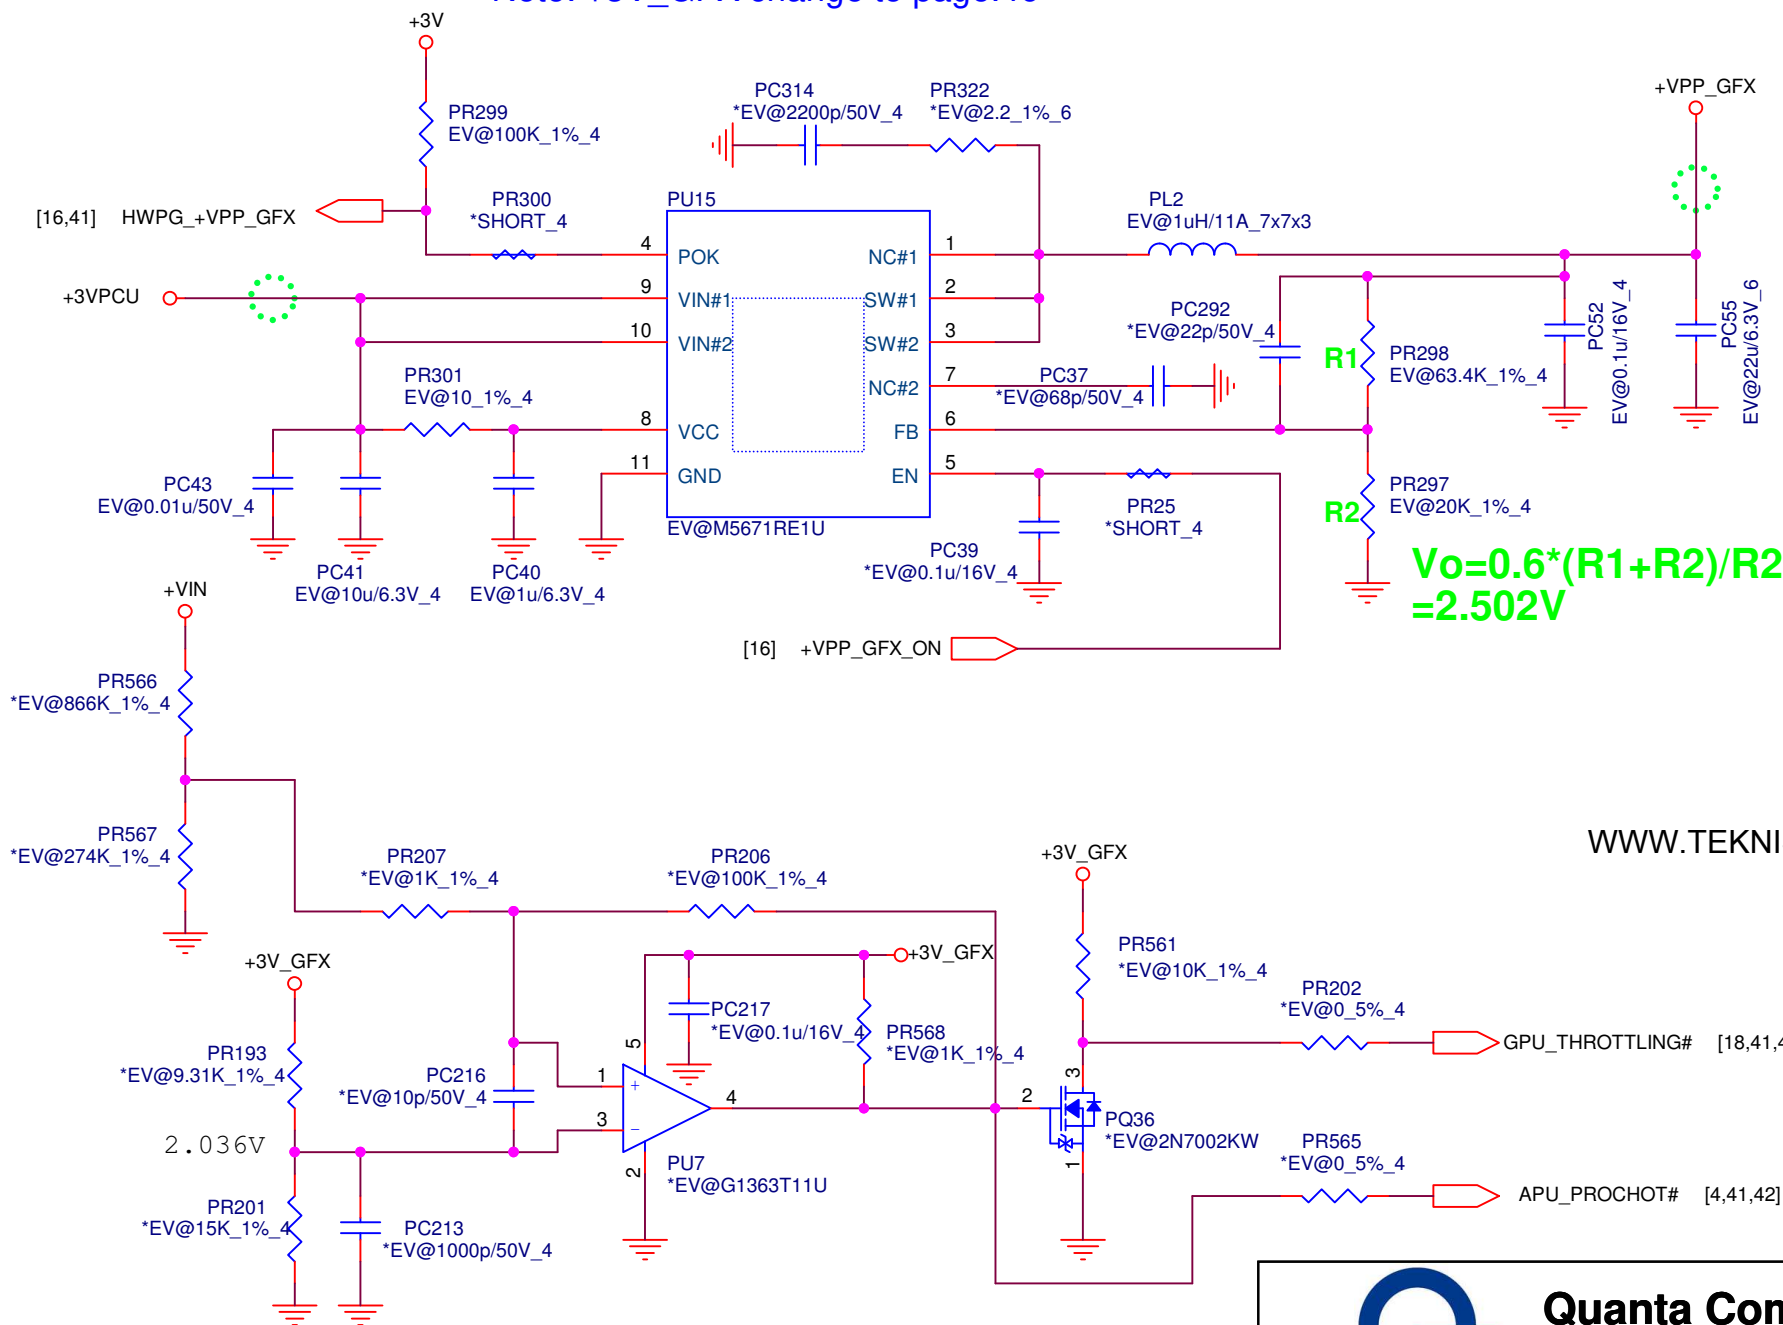 +3V
PR299
EV@100K_1%_4
PC314
*EV@2200p/50V_4
PR322
*EV@2.2_1%_6
+VPP_GFX
[16,41] HWPG_+VPP_GFX
PR300
*SHORT_4
PU15
PL2
EV@1uH/11A_7x7x3
4
POK
NC#1
1
+3VPCU
9
VIN#1
SW#1
2
10
VIN#2
SW#2
3
PC292
*EV@22p/50V_4
R1
PR298
EV@63.4K_1%_4
PC52
EV@0.1u/16V_4
PC55
EV@22u/6.3V_6
NC#2
7
PC37
*EV@68p/50V_4
PR301
EV@10_1%_4
8
VCC
FB
6
11
GND
EN
5
PC43
EV@0.01u/50V_4
PC41
EV@10u/6.3V_4
PC40
EV@1u/6.3V_4
EV@M5671RE1U
PR25
*SHORT_4
PC39
*EV@0.1u/16V_4
R2
PR297
EV@20K_1%_4
Vo=0.6*(R1+R2)/R2
=2.502V
[16] +VPP_GFX_ON
+VIN
PR566
*EV@866K_1%_4
PR567
*EV@274K_1%_4
PR207
*EV@1K_1%_4
PR206
*EV@100K_1%_4
+3V_GFX
WWW.TEKNI
+3V_GFX
+3V_GFX
PR561
*EV@10K_1%_4
PC217
*EV@0.1u/16V_4
PR568
*EV@1K_1%_4
PR202
*EV@0_5%_4
GPU_THROTTLING# [18,41,4
PR193
*EV@9.31K_1%_4
PC216
*EV@10p/50V_4
5
1
+
3
−
4
2
2
3
1
PQ36
*EV@2N7002KW
2.036V
PU7
*EV@G1363T11U
PR565
*EV@0_5%_4
APU_PROCHOT# [4,41,42]
PR201
*EV@15K_1%_4
PC213
*EV@1000p/50V_4
Quanta Con